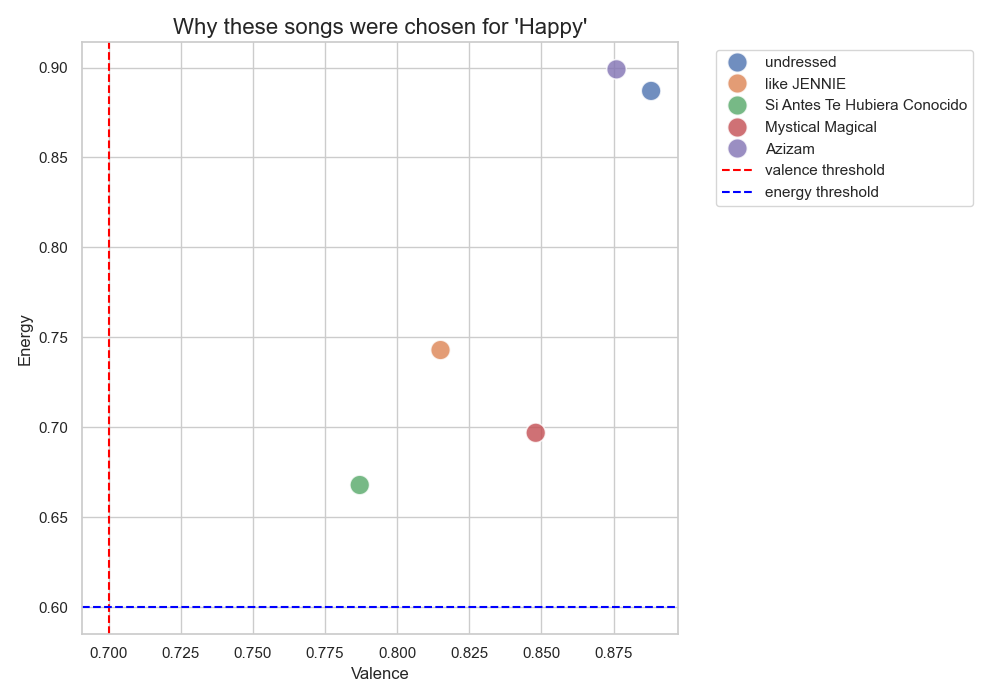 Why these songs were chosen for 'Happy'
undressed
like JENNIE
Si Antes Te Hubiera Conocido
Mystical Magical
Azizam
valence threshold
energy threshold
0.90
0.85
0.80
0.75
0.70
0.65
0.60
Energy
0.700 0.725 0.750 0.775 0.800 0.825 0.850 0.875
Valence